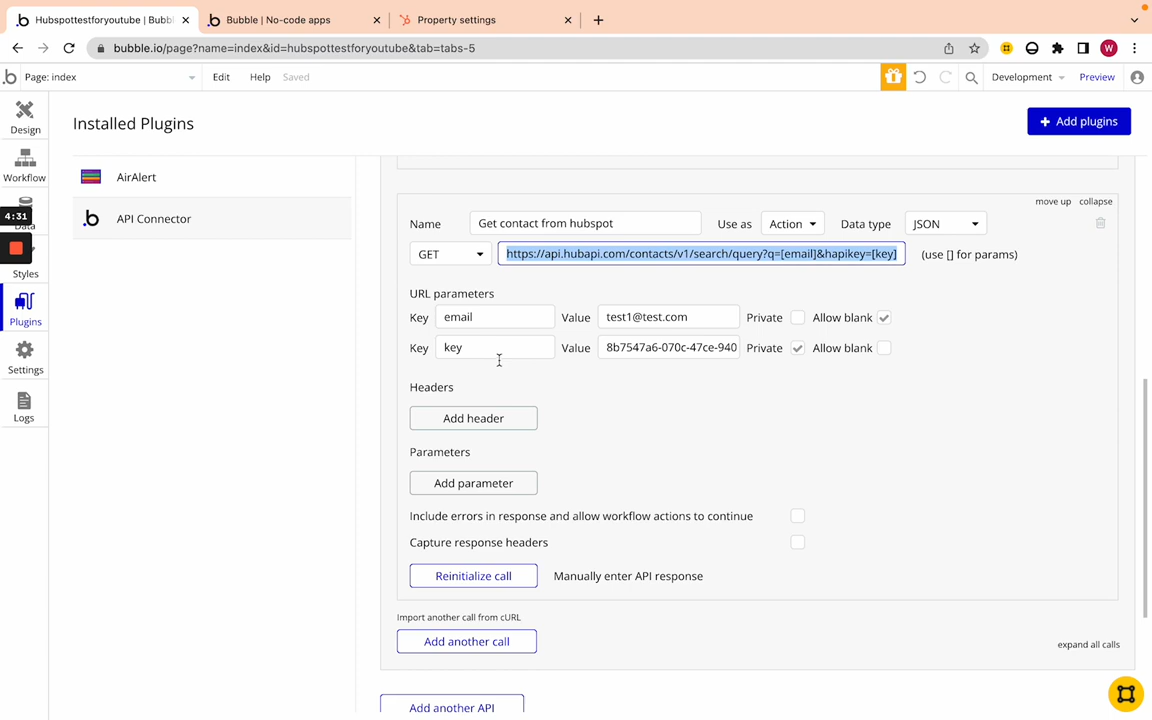 Hubspottestforyoutube | Bubbl
Bubble | No-code apps
Property settings
bubble.io/page?name=index&id=hubspottestforyoutube&tab=tabs-5
W
Page: index
Edit
Help
Saved
Development
Preview
Design
Installed Plugins
Add plugins
Workflow
AirAlert
API Connector
4:31
Data
Styles
Plugins
Settings
Logs
move up collapse
Name Get contact from hubspot Use as Action Data type JSON
GET https://api.hubapi.com/contacts/v1/search/query?q=[email]&hapikey=[key] (use [] for params)
URL parameters
Key email Value test1@test.com Private Allow blank
Key key Value 8b7547a6-070c-47ce-940 Private Allow blank
Headers
Add header
Parameters
Add parameter
Include errors in response and allow workflow actions to continue
Capture response headers
Reinitialize call Manually enter API response
Import another call from cURL
Add another call
expand all calls
Add another API